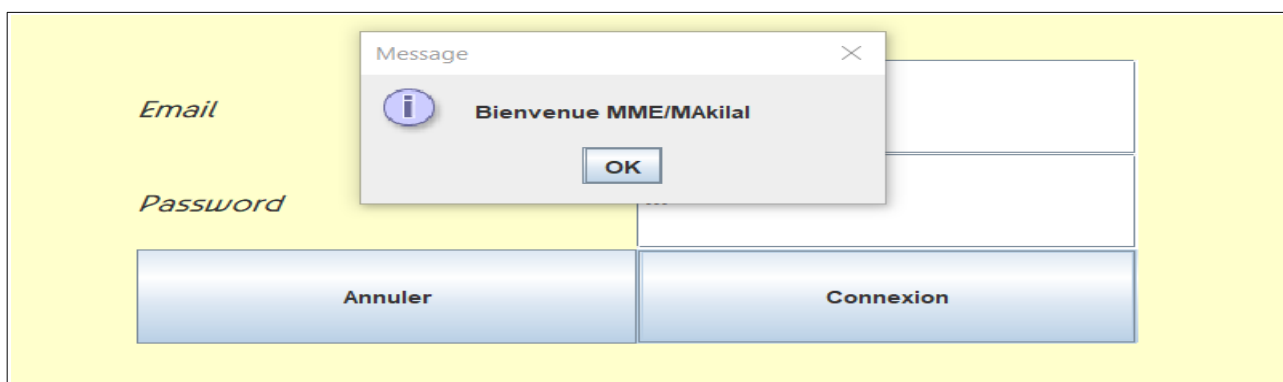 Message
Bienvenue MME/MAkilal
OK
Email
Password
Annuler
Connexion